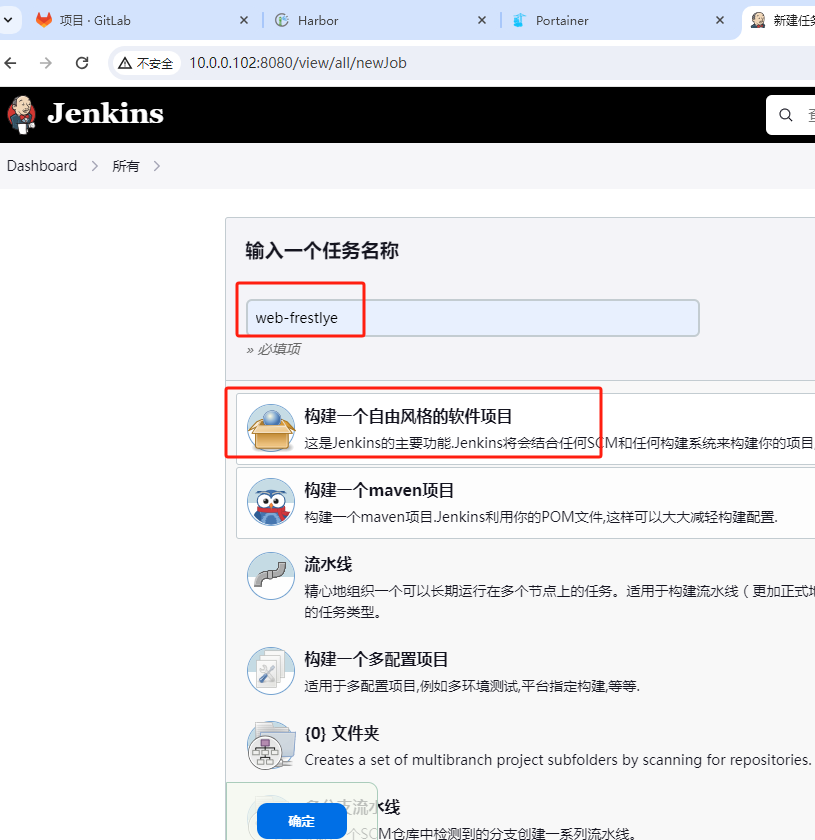 项目 · GitLab
Harbor
Portainer
新建任务
不安全
10.0.0.102:8080/view/all/newJob
Jenkins
查
Dashboard
所有
输入一个任务名称
web-frestlye
» 必填项
构建一个自由风格的软件项目
这是Jenkins的主要功能.Jenkins将会结合任何SCM和任何构建系统来构建你的项目,
构建一个maven项目
构建一个maven项目.Jenkins利用你的POM文件,这样可以大大减轻构建配置.
流水线
精心地组织一个可以长期运行在多个节点上的任务。适用于构建流水线（更加正式地
的任务类型。
构建一个多配置项目
适用于多配置项目,例如多环境测试,平台指定构建,等等.
{0} 文件夹
Creates a set of multibranch project subfolders by scanning for repositories.
多分支流水线
确定
个SCM仓库中检测到的分支创建一系列流水线。